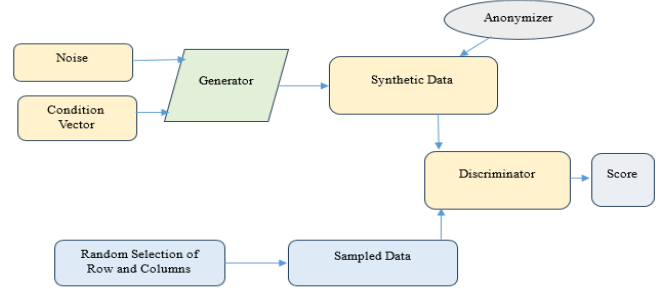 Anonymizer
Noise
Generator
Synthetic Data
Condition
Vector
Discriminator
Score
Random Selection of
Row and Columns
Sampled Data